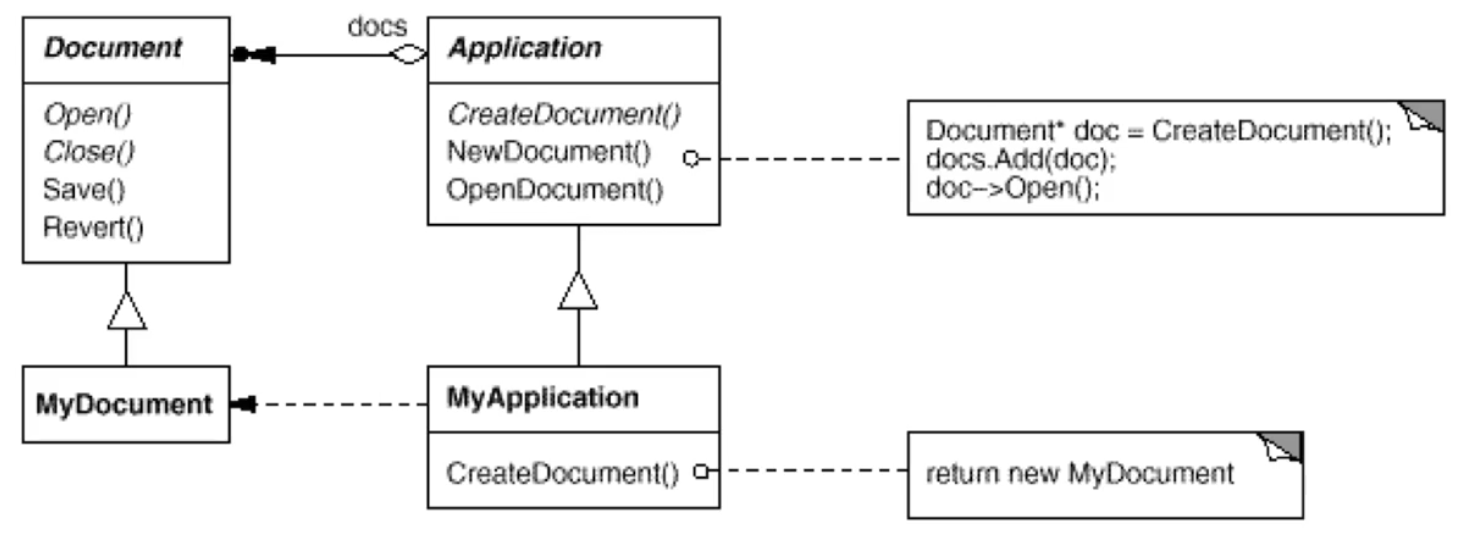 docs
Document
Open()
Close()
Save()
Revert()
Application
CreateDocument()
NewDocument()
OpenDocument()
Document* doc = CreateDocument();
docs.Add(doc);
doc->Open();
MyDocument
MyApplication
CreateDocument()
return new MyDocument